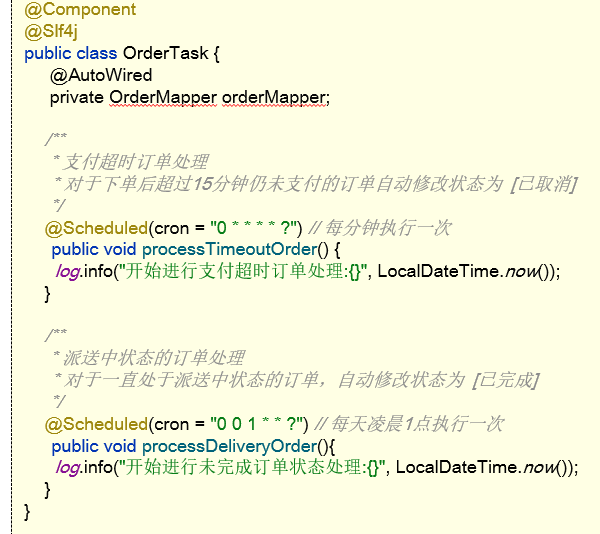 @Component
@Slf4j
public class OrderTask {
@AutoWired
private OrderMapper orderMapper;
/**
* 支付超时订单处理
* 对于下单后超过15分钟仍未支付的订单自动修改状态为 [已取消]
*/
@Scheduled(cron = "0 * * * * ?") // 每分钟执行一次
public void processTimeoutOrder() {
log.info("开始进行支付超时订单处理:{}", LocalDateTime.now());
}
/**
* 派送中状态的订单处理
* 对于一直处于派送中状态的订单，自动修改状态为 [已完成]
*/
@Scheduled(cron = "0 0 1 * * ?") // 每天凌晨1点执行一次
public void processDeliveryOrder(){
log.info("开始进行未完成订单状态处理:{}", LocalDateTime.now());
}
}